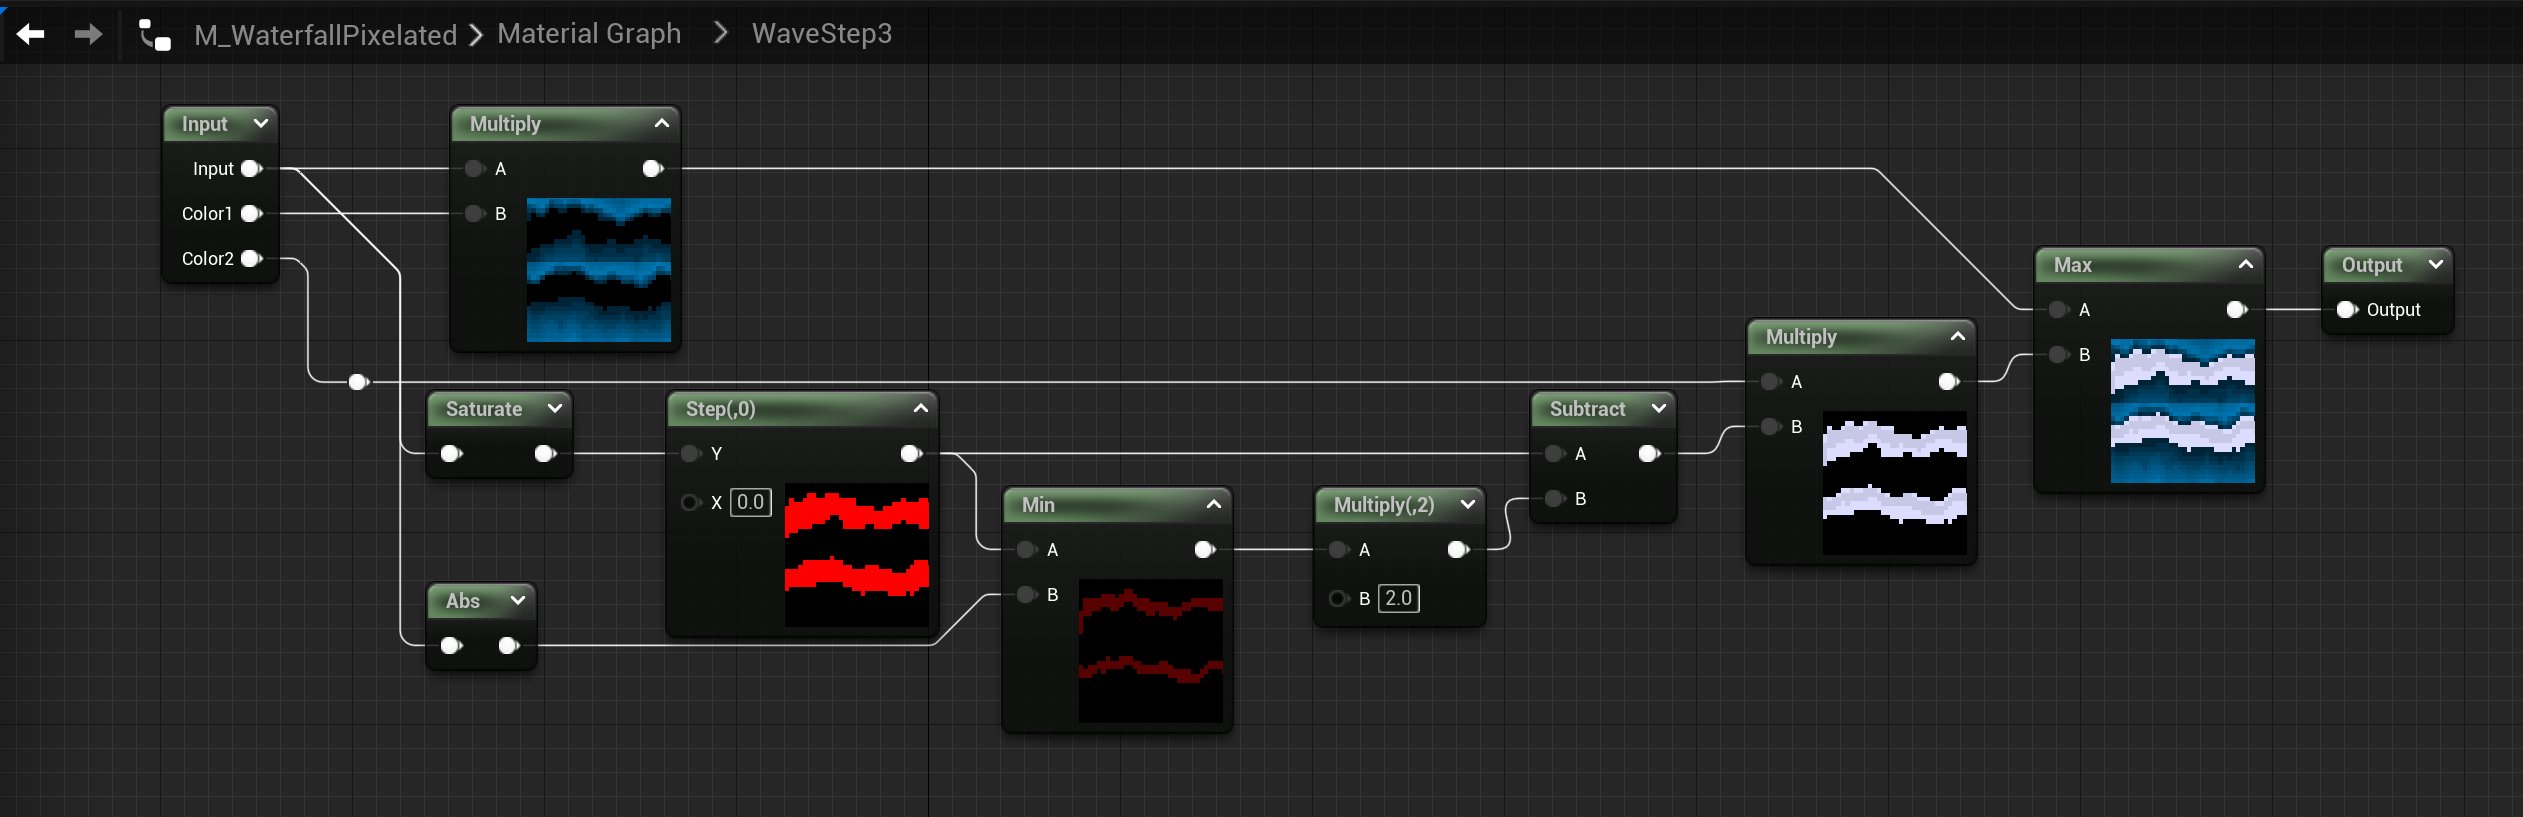 M_WaterfallPixelated > Material Graph > WaveStep3
Input
Input
Color1
Color2
Multiply
A
B
Saturate
Step(,0)
Y
X 0.0
Abs
Min
A
B
Multiply(,2)
A
B 2.0
Subtract
A
B
Multiply
A
B
Max
A
B
Output
Output